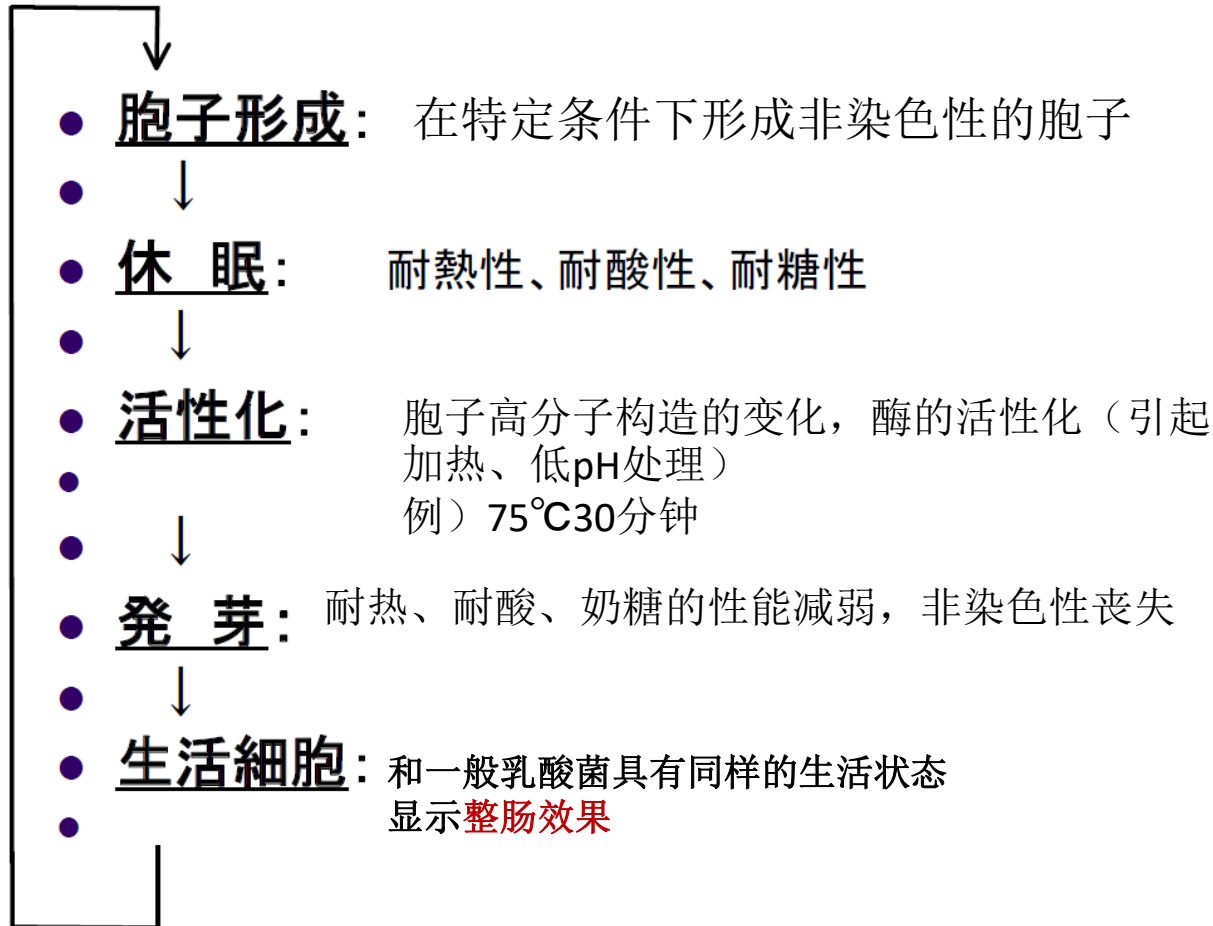 胞子形成： 在特定条件下形成非染色性的胞子
↓
休 眠： 耐熱性、耐酸性、耐糖性
↓
活性化： 胞子高分子构造的变化，酶的活性化（引起
加热、低pH处理）
例）75℃30分钟
↓
発 芽： 耐热、耐酸、奶糖的性能减弱，非染色性丧失
↓
生活細胞： 和一般乳酸菌具有同样的生活状态
显示整肠效果